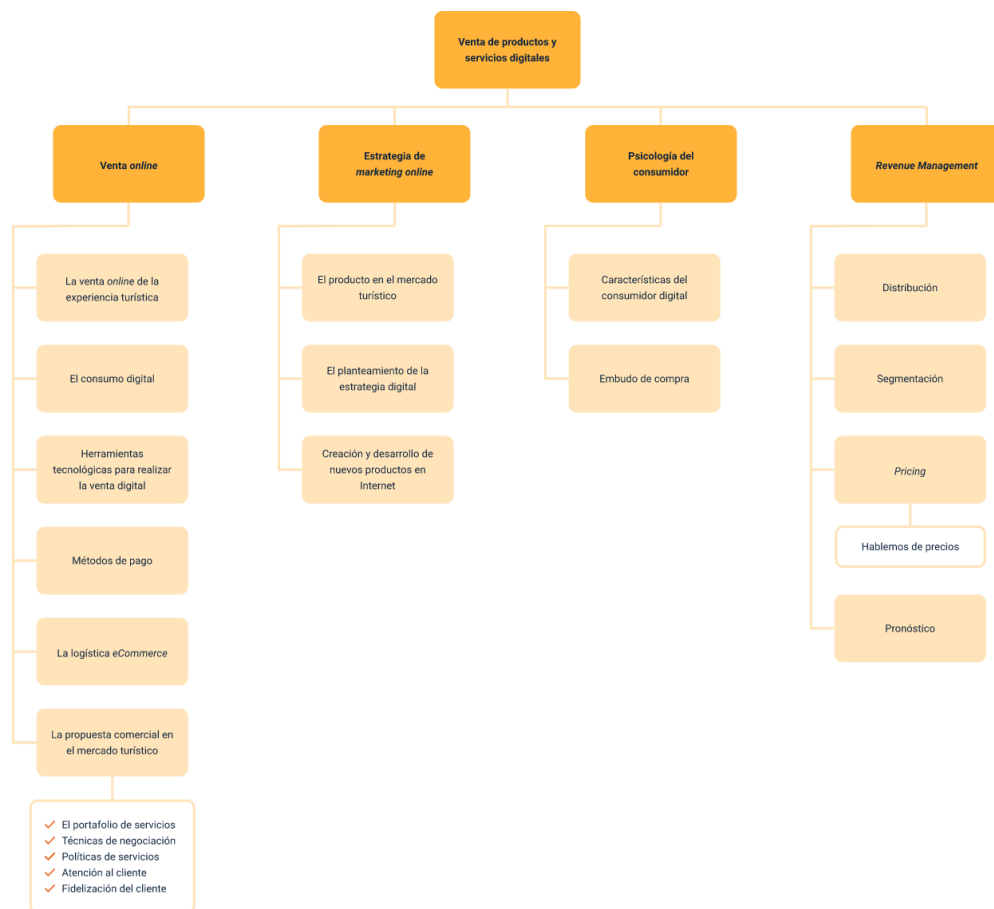 Venta de productos y
servicios digitales
Venta online
La venta online de la
experiencia turística
El consumo digital
Herramientas
tecnológicas para realizar
la venta digital
Métodos de pago
La logística eCommerce
La propuesta comercial en
el mercado turístico
El portafolio de servicios
Técnicas de negociación
Políticas de servicios
Atención al cliente
Fidelización del cliente
Estrategia de
marketing online
El producto en el mercado
turístico
El planteamiento de la
estrategia digital
Creación y desarrollo de
nuevos productos en
Internet
Psicología del
consumidor
Características del
consumidor digital
Embudo de compra
Revenue Management
Distribución
Segmentación
Pricing
Hablemos de precios
Pronóstico